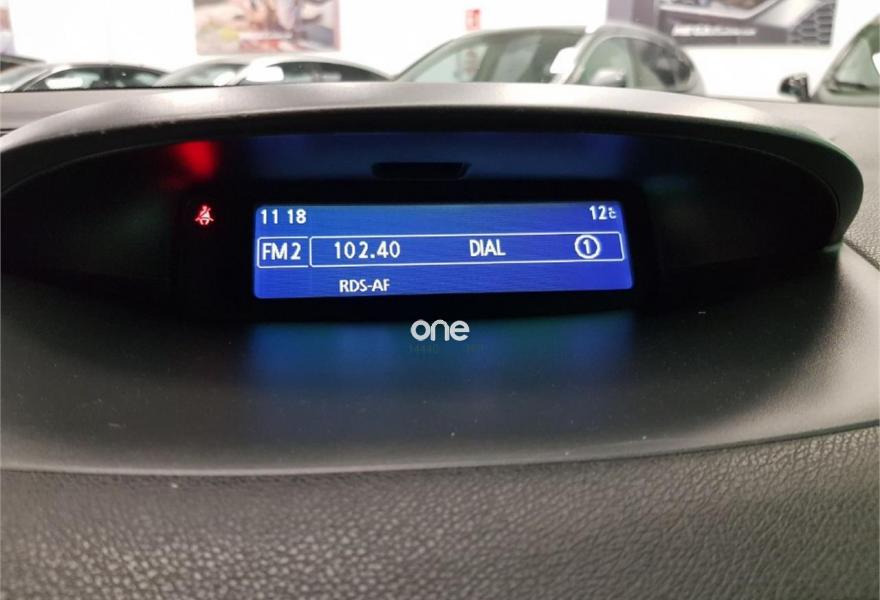 11 18 12°C
FM2 102.40 DIAL 1
RDS-AF
one